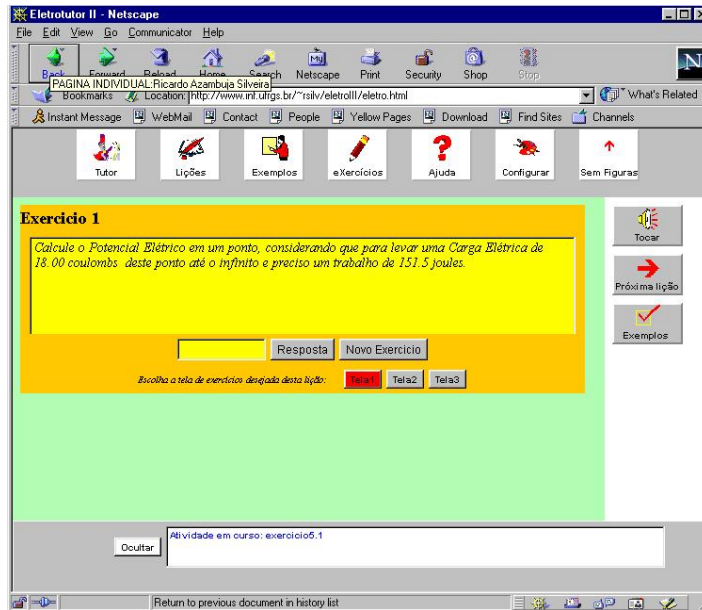 Eletrotutor II - Netscape
File Edit View Go Communicator Help
Back Forward Reload Home Search Netscape Print Security Shop Stop
PAGINA INDIVIDUAL:Ricardo Azambuja Silveira
Bookmarks Location: http://www.inf.ufrgs.br/~rsilv/eletroIII/eletro.html What's Related
Instant Message WebMail Contact People Yellow Pages Download Find Sites Channels
Tutor Lições Exemplos eXercícios Ajuda Configurar Sem Figuras
Exercicio 1
Calcule o Potencial Elétrico em um ponto, considerando que para levar uma Carga Elétrica de
18.00 coulombs deste ponto até o infinito e preciso um trabalho de 151.5 joules.
Resposta Novo Exercicio
Escolha a tela de exercícios desejada desta lição: Tela1 Tela2 Tela3
Tocar
Próxima lição
Exemplos
Ocultar
Atividade em curso: exercicio5.1
Return to previous document in history list